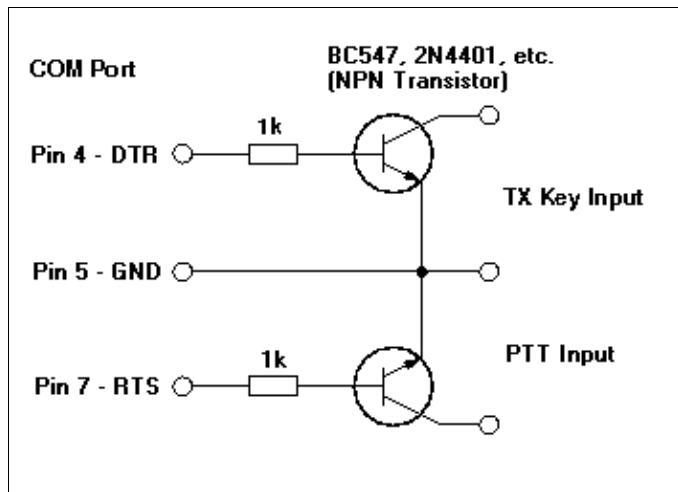 BC547, 2N4401, etc.
(NPN Transistor)
COM Port
1k
Pin 4 - DTR
TX Key Input
Pin 5 - GND
PTT Input
1k
Pin 7 - RTS